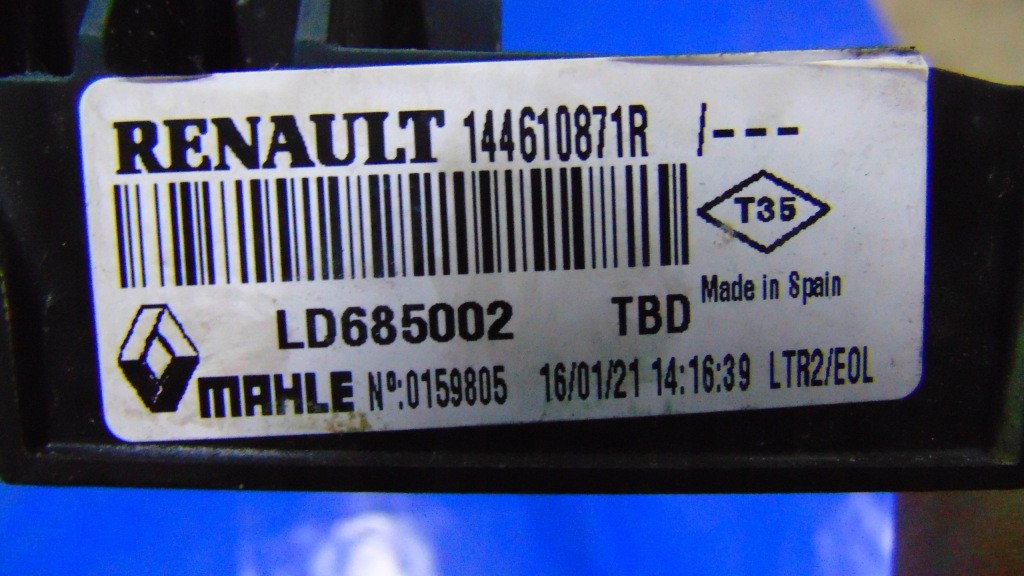 RENAULT 144610871R /---
T35
Made in Spain
LD685002 TBD
MAHLE Nº:0159805 16/01/21 14:16:39 LTR2/EOL